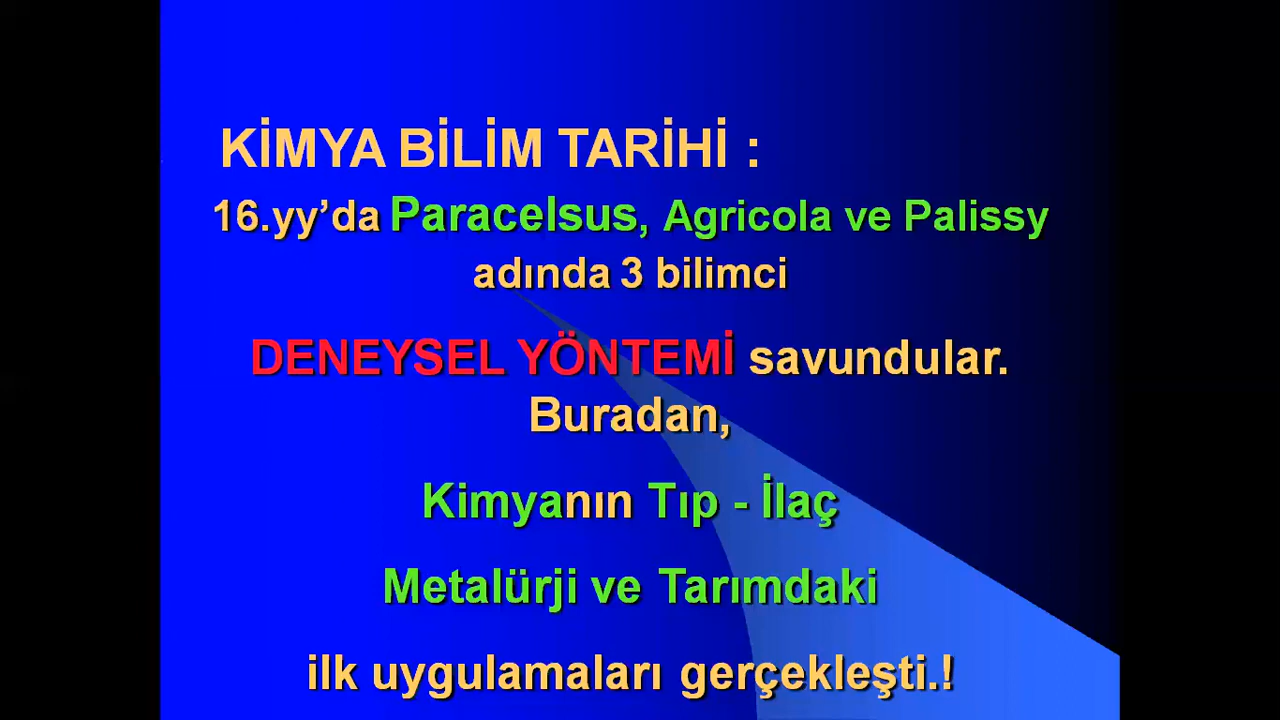 KİMYA BİLİM TARİHİ :
16.yy’da Paracelsus, Agricola ve Palissy
adında 3 bilimci
DENEYSEL YÖNTEMİ savundular.
Buradan,
Kimyanın Tıp - İlaç
Metalürji ve Tarımdaki
ilk uygulamaları gerçekleşti.!